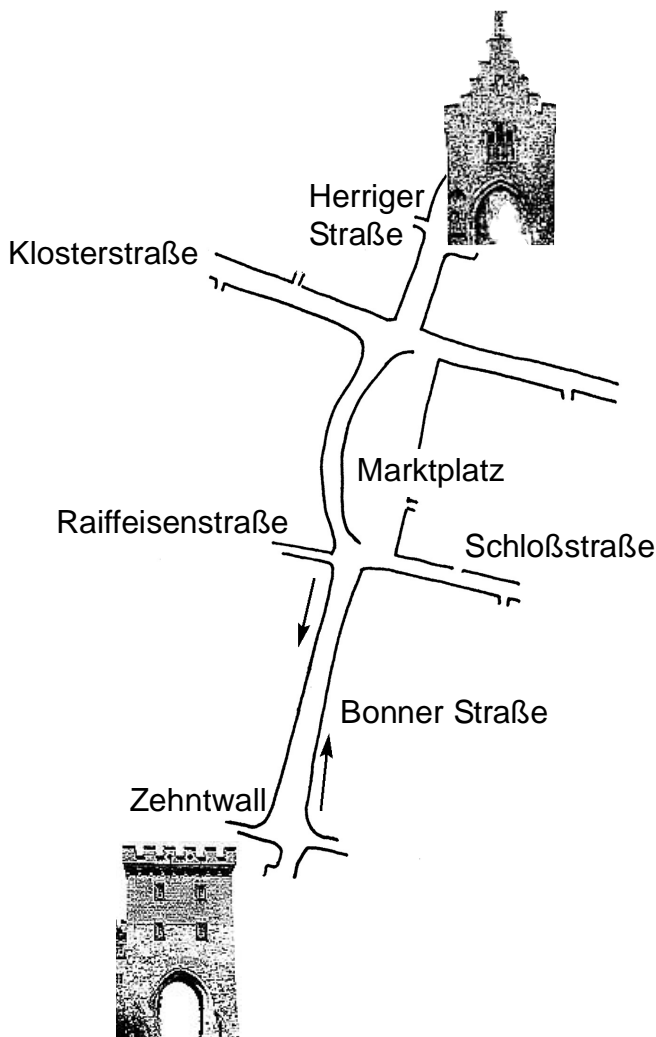 Herriger
Straße
Klosterstraße
Marktplatz
Raiffeisenstraße
Schloßstraße
Bonner Straße
Zehntwall